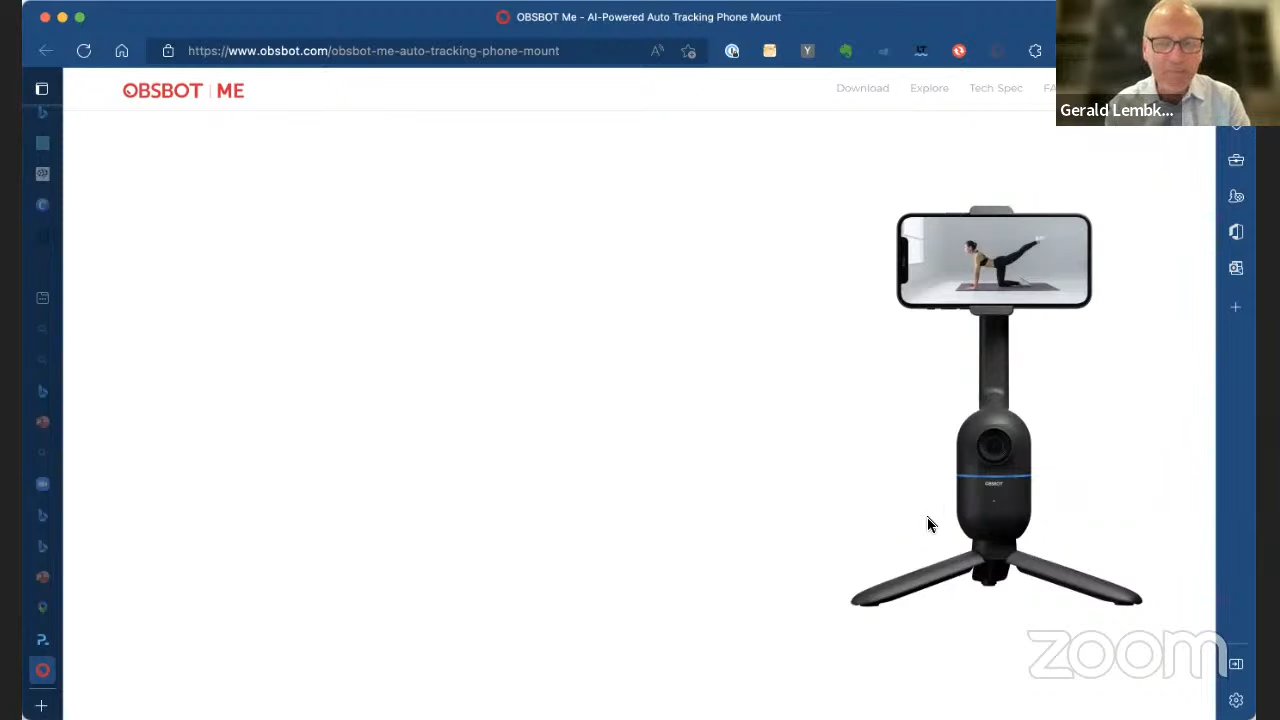 OBSBOT Me - AI-Powered Auto Tracking Phone Mount
https://www.obsbot.com/obsbot-me-auto-tracking-phone-mount
OBSBOT | ME
Download Explore Tech Spec FA
Gerald Lembk...
OBSBOT
zoom